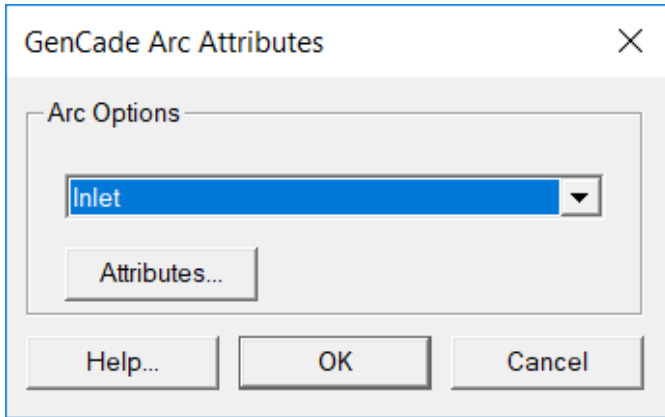 GenCade Arc Attributes
Arc Options
Inlet
Attributes...
Help... OK Cancel